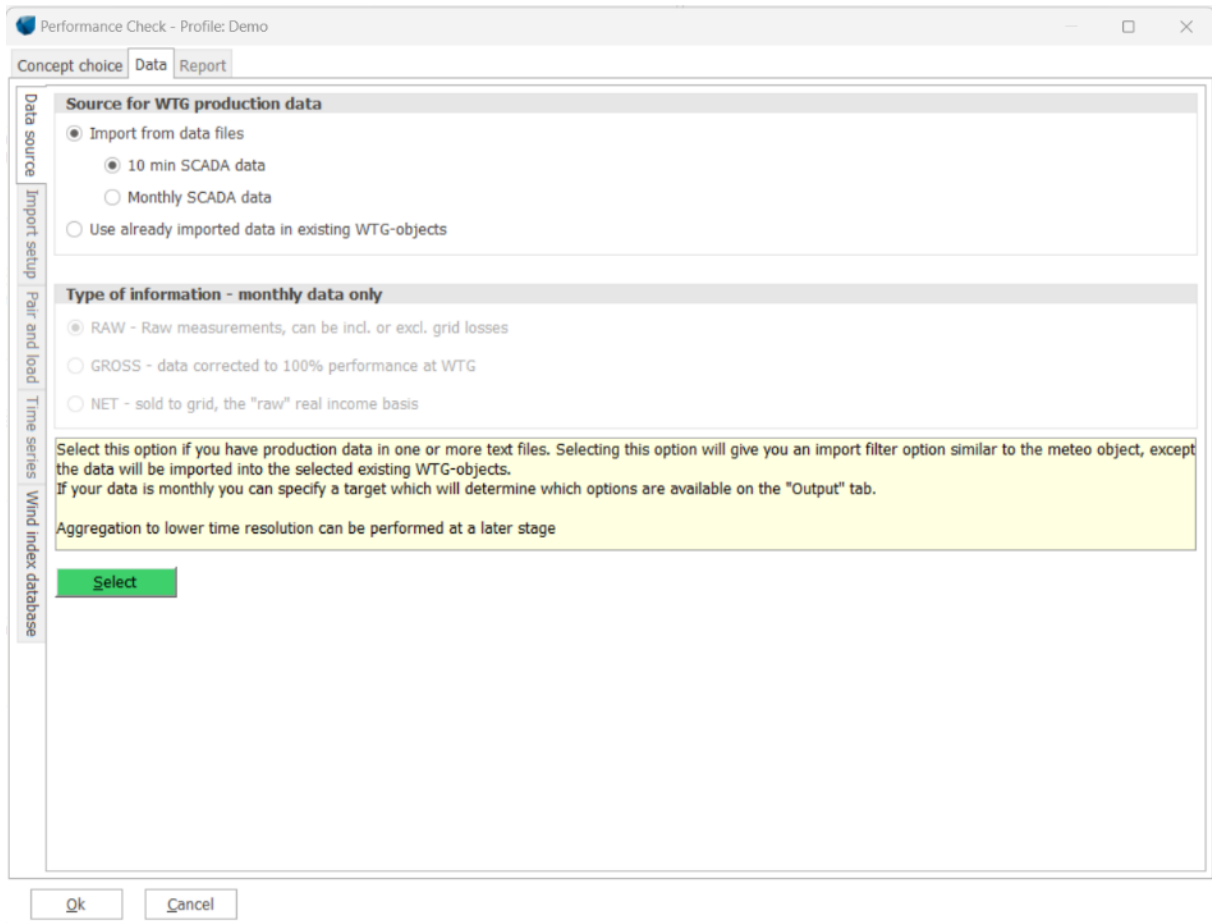 Performance Check - Profile: Demo
Concept choice Data Report
Data source
Import setup
Pair and load
Time series
Wind index database
Source for WTG production data
Import from data files
10 min SCADA data
Monthly SCADA data
Use already imported data in existing WTG-objects
Type of information - monthly data only
RAW - Raw measurements, can be incl. or excl. grid losses
GROSS - data corrected to 100% performance at WTG
NET - sold to grid, the "raw" real income basis
Select this option if you have production data in one or more text files. Selecting this option will give you an import filter option similar to the meteo object, except
the data will be imported into the selected existing WTG-objects.
If your data is monthly you can specify a target which will determine which options are available on the "Output" tab.
Aggregation to lower time resolution can be performed at a later stage
Select
Ok Cancel